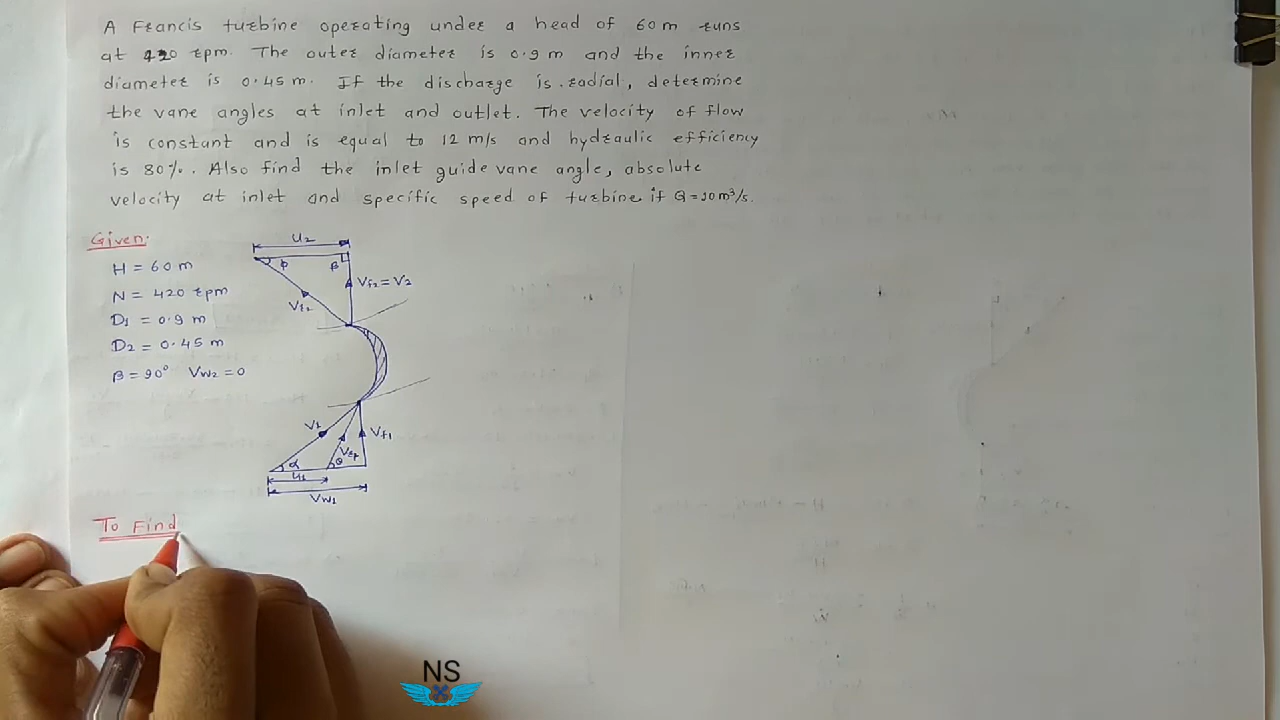 A Francis turbine operating under a head of 60 m runs
at 420 rpm. The outer diameter is 0.9 m and the inner
diameter is 0.45 m. If the discharge is radial, determine
the vane angles at inlet and outlet. The velocity of flow
is constant and is equal to 12 m/s and hydraulic efficiency
is 80%. Also find the inlet guide vane angle, absolute
velocity at inlet and specific speed of turbine if Q = 10 m³/s.
Given:
H = 60 m
N = 420 rpm
D1 = 0.9 m
D2 = 0.45 m
β = 90° Vw2 = 0
u2
ϕ
β
Vf2 = V2
Vr2
V1
Vf1
Vr1
α
θ
u1
Vw1
To Find
NS